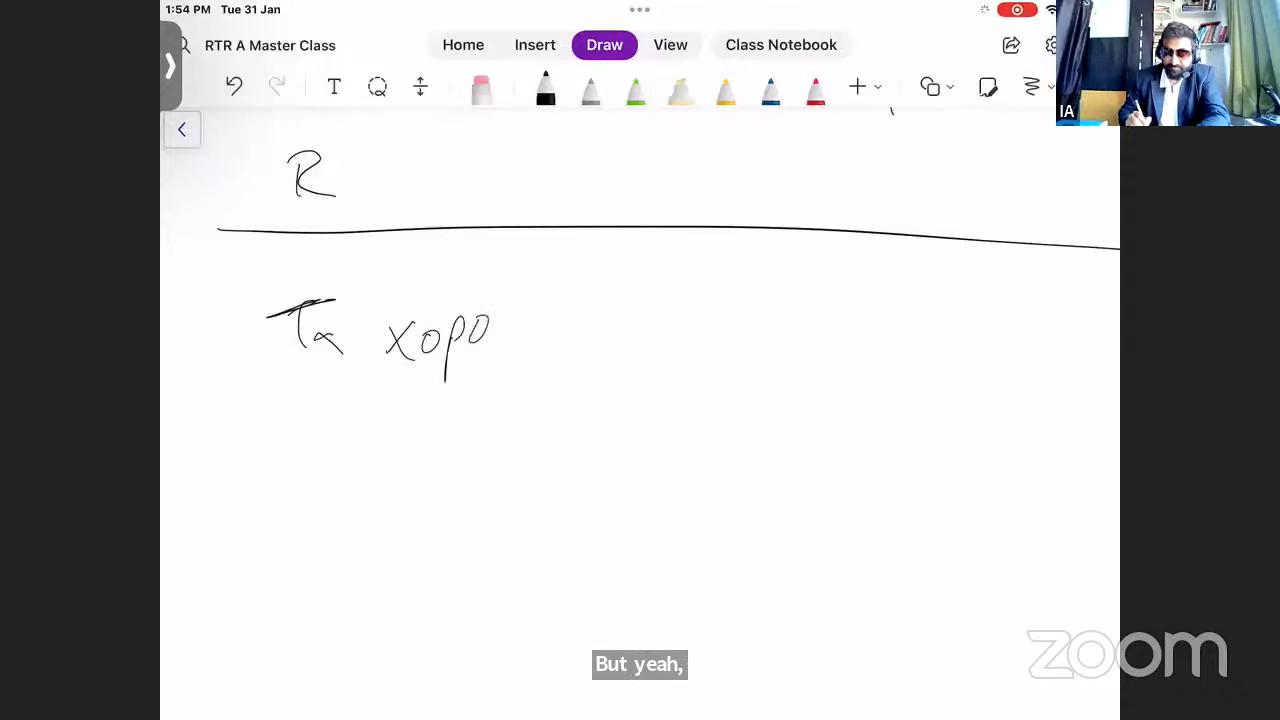 1:54 PM Tue 31 Jan
RTR A Master Class
Home Insert Draw View Class Notebook
T
IA
R
Τα χορο
But yeah,
zoom